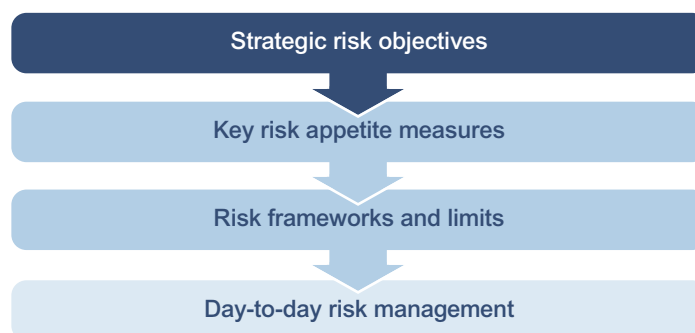 Strategic risk objectives
Key risk appetite measures
Risk frameworks and limits
Day-to-day risk management